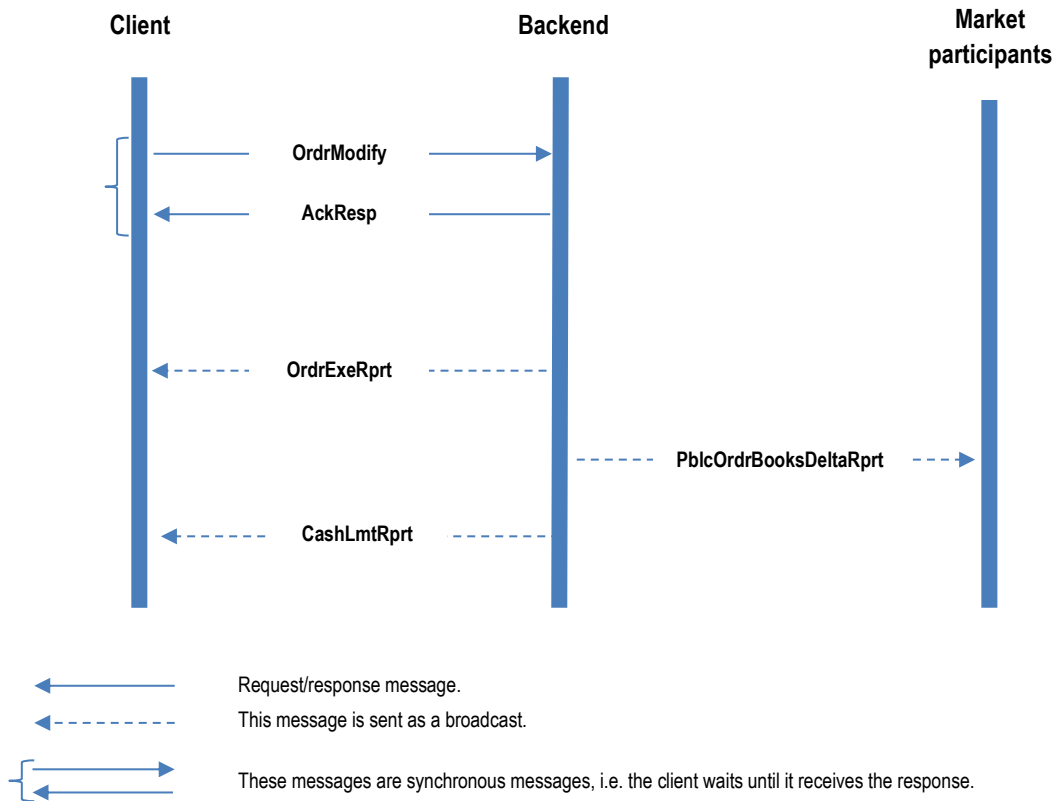 Client
Backend
Market
participants
OrdrModify
AckResp
OrdrExeRprt
PblcOrdrBooksDeltaRprt
CashLmtRprt
Request/response message.
This message is sent as a broadcast.
These messages are synchronous messages, i.e. the client waits until it receives the response.